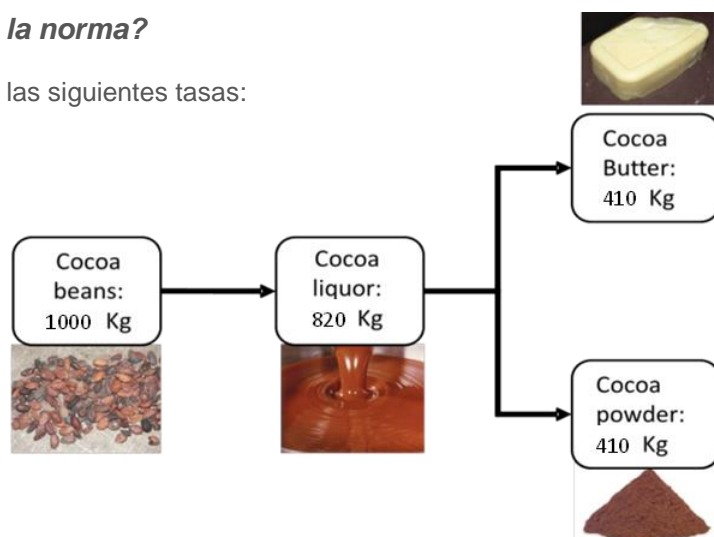 la norma?
las siguientes tasas:
Cocoa
beans:
1000 Kg
Cocoa
liquor:
820 Kg
Cocoa
Butter:
410 Kg
Cocoa
powder:
410 Kg